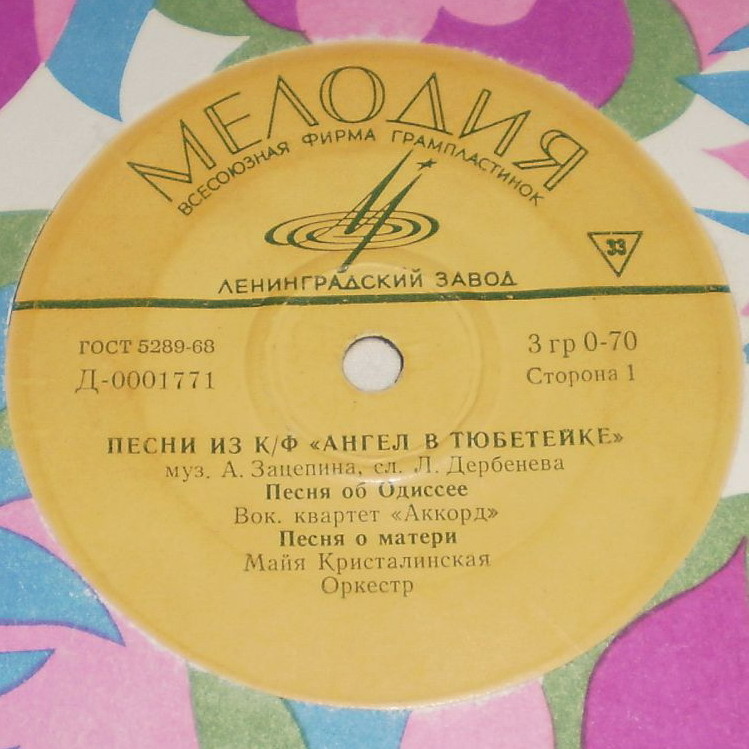 МЕЛОДИЯ
ВСЕСОЮЗНАЯ ФИРМА ГРАМПЛАСТИНОК
33
ЛЕНИНГРАДСКИЙ ЗАВОД
ГОСТ 5289-68
3 гр 0-70
Д-0001771
Сторона 1
ПЕСНИ ИЗ К/Ф «АНГЕЛ В ТЮБЕТЕЙКЕ»
муз. А. Зацепина, сл. Л. Дербенева
Песня об Одиссее
Вок. квартет «Аккорд»
Песня о матери
Майя Кристалинская
Оркестр